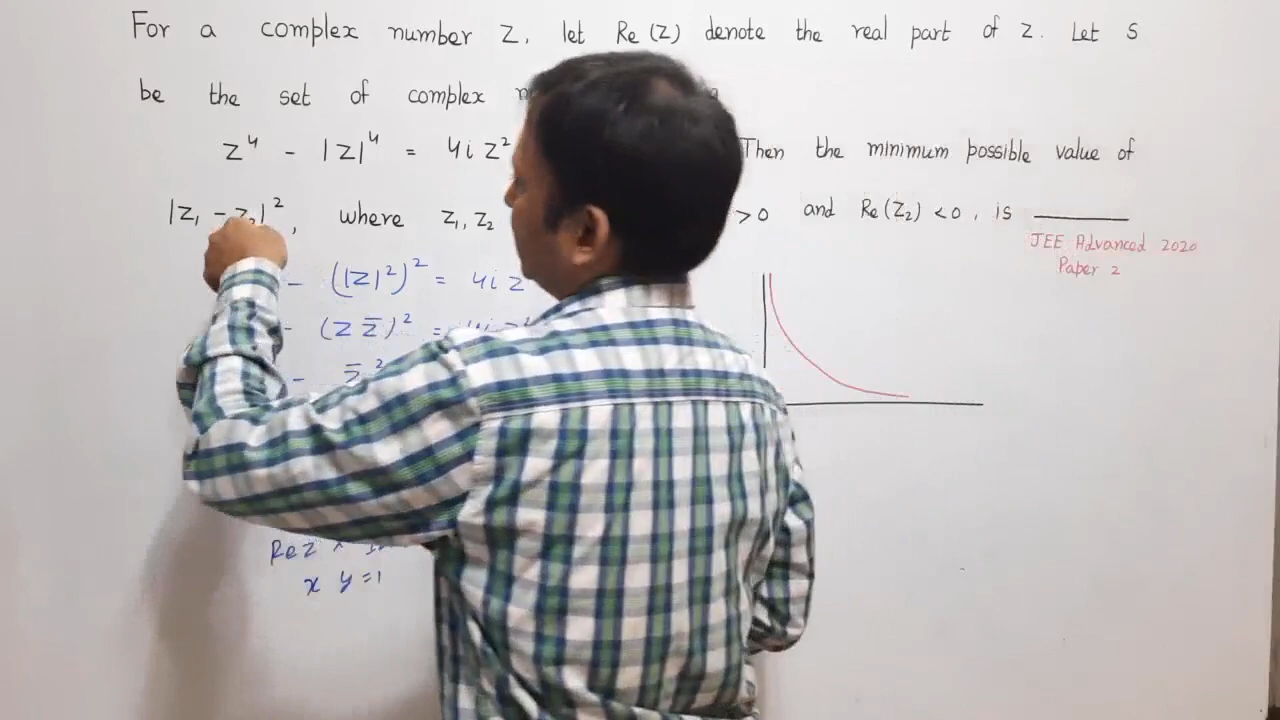 For a complex number z, let Re (z) denote the real part of z. Let S
be the set of complex
z⁴ - |z|⁴ = 4i z² Then the minimum possible value of
|z₁ - z₂|², where z₁, z₂ >0 and Re(z₂) <0, is ______
JEE Advanced 2020
Paper 2
- (|z|²)² = 4i z
- (z z̄)² =
- z̄²
Re z x
x y = 1